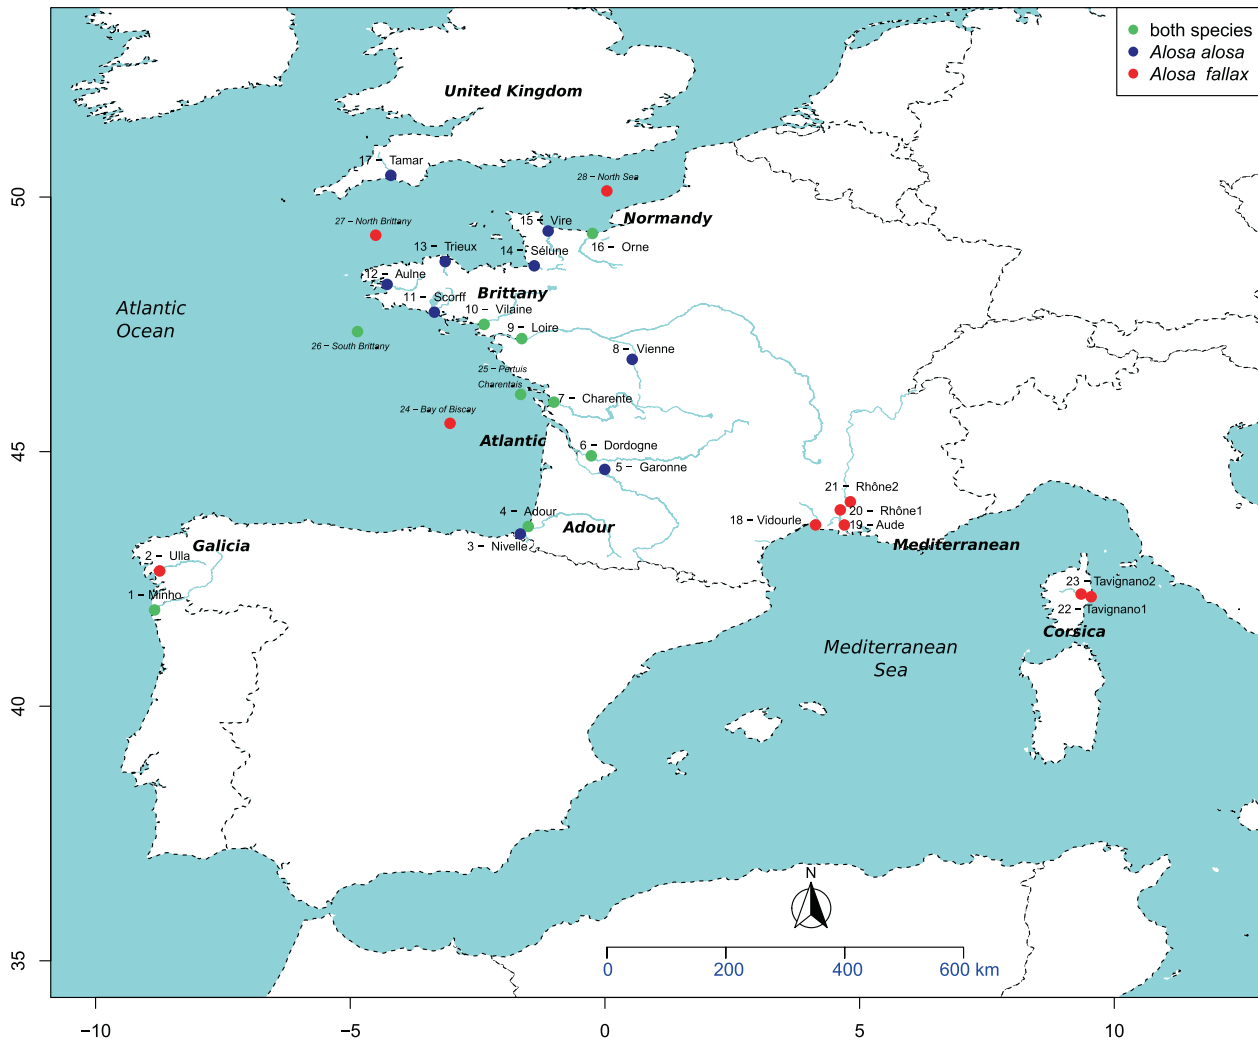 both species
Alosa alosa
Alosa fallax
United Kingdom
17 – Tamar
28 – North Sea
27 – North Brittany
15 – Vire
Normandy
16 – Orne
13 – Trieux
14 – Sélune
12 – Aulne
11 – Scorff
Brittany
10 – Vilaine
Atlantic
Ocean
9 – Loire
26 – South Brittany
8 – Vienne
25 – Pertuis
Charentais
7 – Charente
24 – Bay of Biscay
Atlantic
6 – Dordogne
5 – Garonne
21 – Rhône2
4 – Adour
20 – Rhône1
18 – Vidourle
19 – Aude
Adour
3 – Nivelle
Galicia
Mediterranean
2 – Ulla
23 – Tavignano2
1 – Minho
22 – Tavignano1
Corsica
Mediterranean
Sea
N
0 200 400 600 km
50
45
40
35
−10 −5 0 5 10